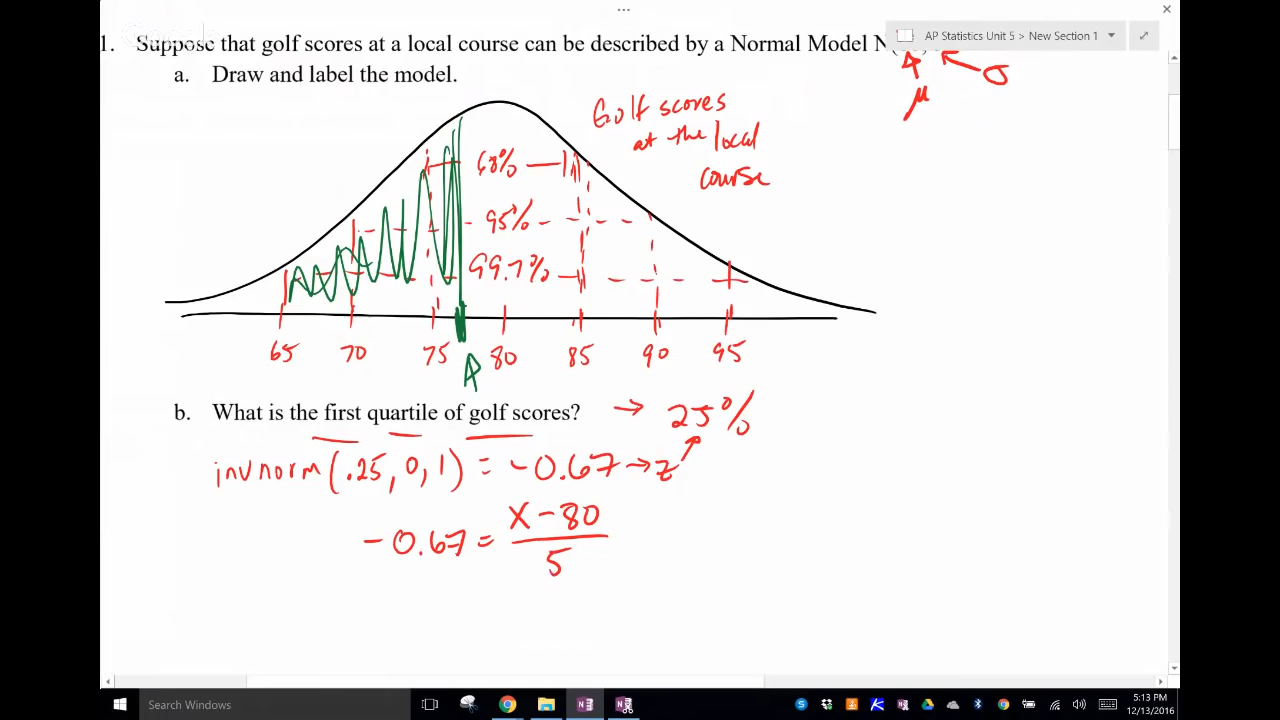 1. Suppose that golf scores at a local course can be described by a Normal Model N(
AP Statistics Unit 5 > New Section 1
a. Draw and label the model.
σ
μ
Golf scores
at the local
course
68%
95%
99.7%
65 70 75 80 85 90 95
b. What is the first quartile of golf scores? → 25%
invnorm(.25, 0, 1) = -0.67 → z
-0.67 = X - 80
5
Search Windows
5:13 PM
12/13/2016